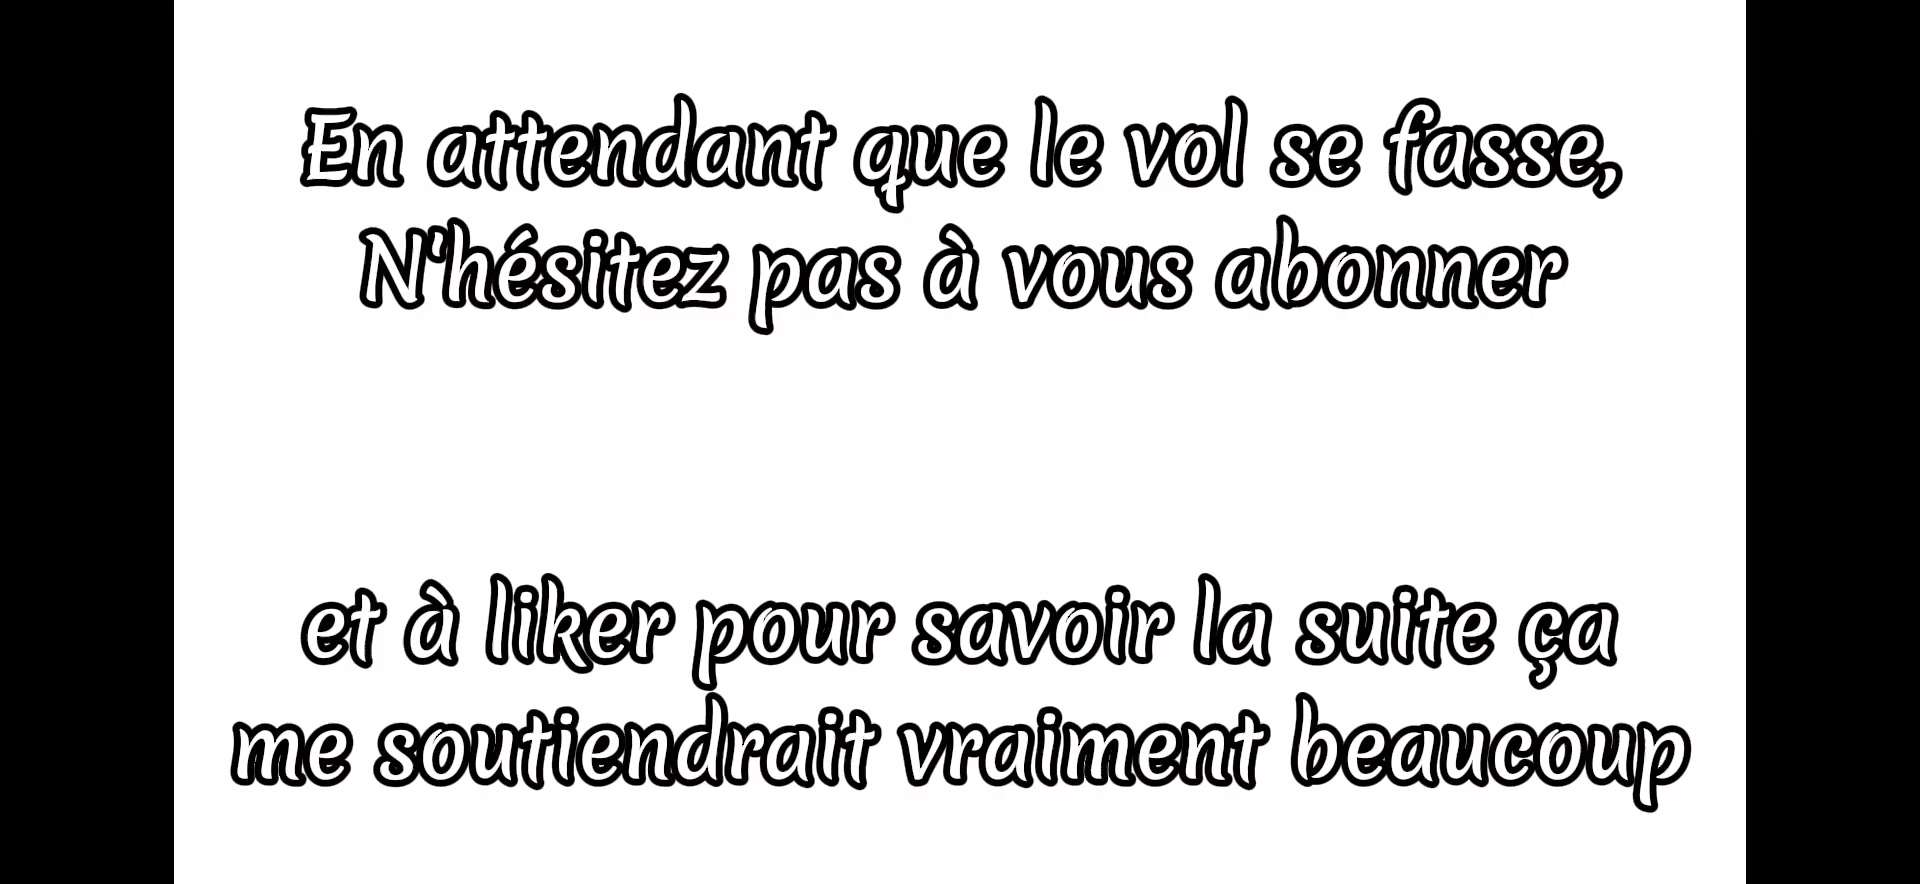 En attendant que le vol se fasse,
N'hésitez pas à vous abonner
et à liker pour savoir la suite ça
me soutiendrait vraiment beaucoup